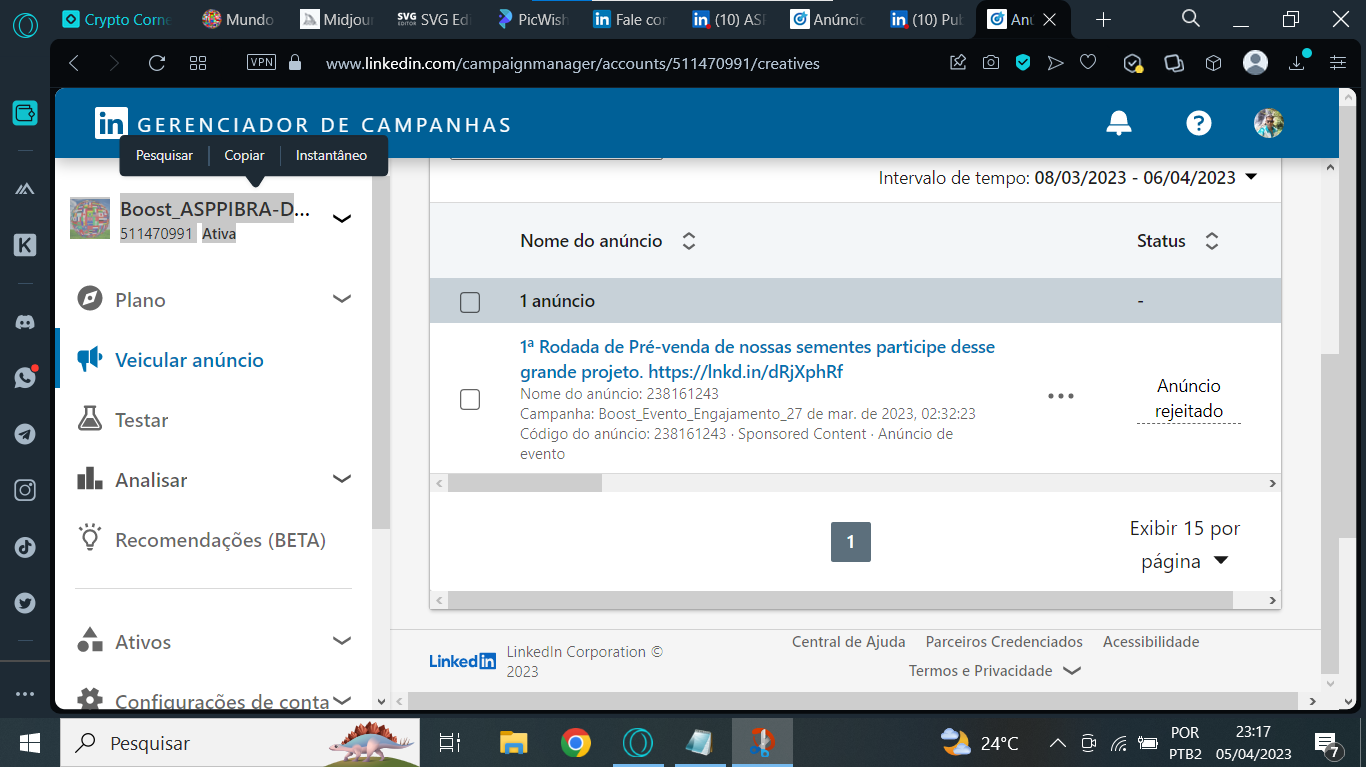 Crypto Corne
Mundo
Midjour
SVG Edi
PicWish
Fale cor
(10) ASI
Anúnci
(10) Pub
Anú
VPN
www.linkedin.com/campaignmanager/accounts/511470991/creatives
in GERENCIADOR DE CAMPANHAS
Pesquisar
Copiar
Instantâneo
Boost_ASPPIBRA-D...
511470991 Ativa
Plano
Veicular anúncio
Testar
Analisar
Recomendações (BETA)
Ativos
Configurações de conta
Intervalo de tempo: 08/03/2023 - 06/04/2023
Nome do anúncio
Status
1 anúncio
-
1ª Rodada de Pré-venda de nossas sementes participe desse
grande projeto. https://lnkd.in/dRjXphRf
Nome do anúncio: 238161243
Campanha: Boost_Evento_Engajamento_27 de mar. de 2023, 02:32:23
Código do anúncio: 238161243 · Sponsored Content · Anúncio de
evento
Anúncio
rejeitado
1
Exibir 15 por
página
LinkedIn
LinkedIn Corporation ©
2023
Central de Ajuda
Parceiros Credenciados
Acessibilidade
Termos e Privacidade
Pesquisar
24°C
POR
PTB2
23:17
05/04/2023
7